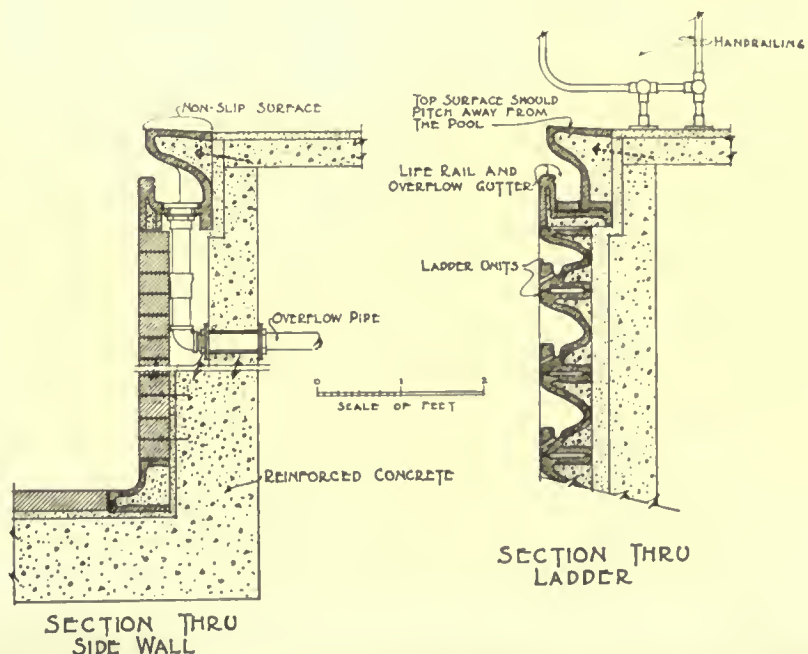 NON-SLIP SURFACE
OVERFLOW PIPE
REINFORCED CONCRETE
SECTION THRU
SIDE WALL
0 1 2
SCALE OF FEET
HANDRAILING
TOP SURFACE SHOULD
PITCH AWAY FROM
THE POOL
LIFE RAIL AND
OVERFLOW GUTTER
LADDER UNITS
SECTION THRU
LADDER